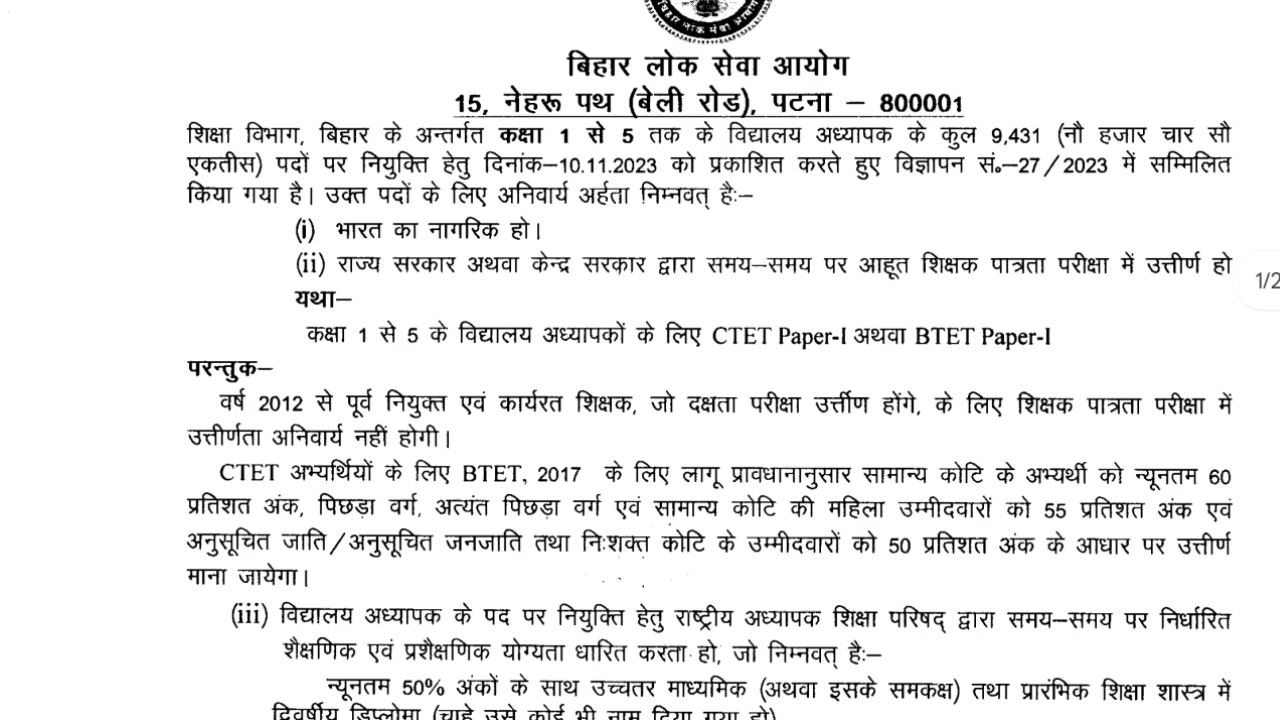 बिहार लोक सेवा आयोग
बिहार लोक सेवा आयोग
15, नेहरू पथ (बेली रोड), पटना – 800001
शिक्षा विभाग, बिहार के अन्तर्गत कक्षा 1 से 5 तक के विद्यालय अध्यापक के कुल 9,431 (नौ हजार चार सौ
एकतीस) पदों पर नियुक्ति हेतु दिनांक–10.11.2023 को प्रकाशित करते हुए विज्ञापन सं०–27/2023 में सम्मिलित
किया गया है। उक्त पदों के लिए अनिवार्य अर्हता निम्नवत् हैः–
(i) भारत का नागरिक हो।
(ii) राज्य सरकार अथवा केन्द्र सरकार द्वारा समय–समय पर आहूत शिक्षक पात्रता परीक्षा में उत्तीर्ण हो
1/2
यथा–
कक्षा 1 से 5 के विद्यालय अध्यापकों के लिए CTET Paper-I अथवा BTET Paper-I
परन्तुक–
वर्ष 2012 से पूर्व नियुक्त एवं कार्यरत शिक्षक, जो दक्षता परीक्षा उर्त्तीण होंगे, के लिए शिक्षक पात्रता परीक्षा में
उत्तीर्णता अनिवार्य नहीं होगी।
CTET अभ्यर्थियों के लिए BTET, 2017 के लिए लागू प्रावधानानुसार सामान्य कोटि के अभ्यर्थी को न्यूनतम 60
प्रतिशत अंक, पिछड़ा वर्ग, अत्यंत पिछड़ा वर्ग एवं सामान्य कोटि की महिला उम्मीदवारों को 55 प्रतिशत अंक एवं
अनुसूचित जाति/अनुसूचित जनजाति तथा निःशक्त कोटि के उम्मीदवारों को 50 प्रतिशत अंक के आधार पर उत्तीर्ण
माना जायेगा।
(iii) विद्यालय अध्यापक के पद पर नियुक्ति हेतु राष्ट्रीय अध्यापक शिक्षा परिषद् द्वारा समय–समय पर निर्धारित
शैक्षणिक एवं प्रशैक्षणिक योग्यता धारित करता हो, जो निम्नवत् हैः–
न्यूनतम 50% अंकों के साथ उच्चतर माध्यमिक (अथवा इसके समकक्ष) तथा प्रारंभिक शिक्षा शास्त्र में
द्विवर्षीय डिप्लोमा (चाहे उसे कोई भी नाम दिया गया हो)